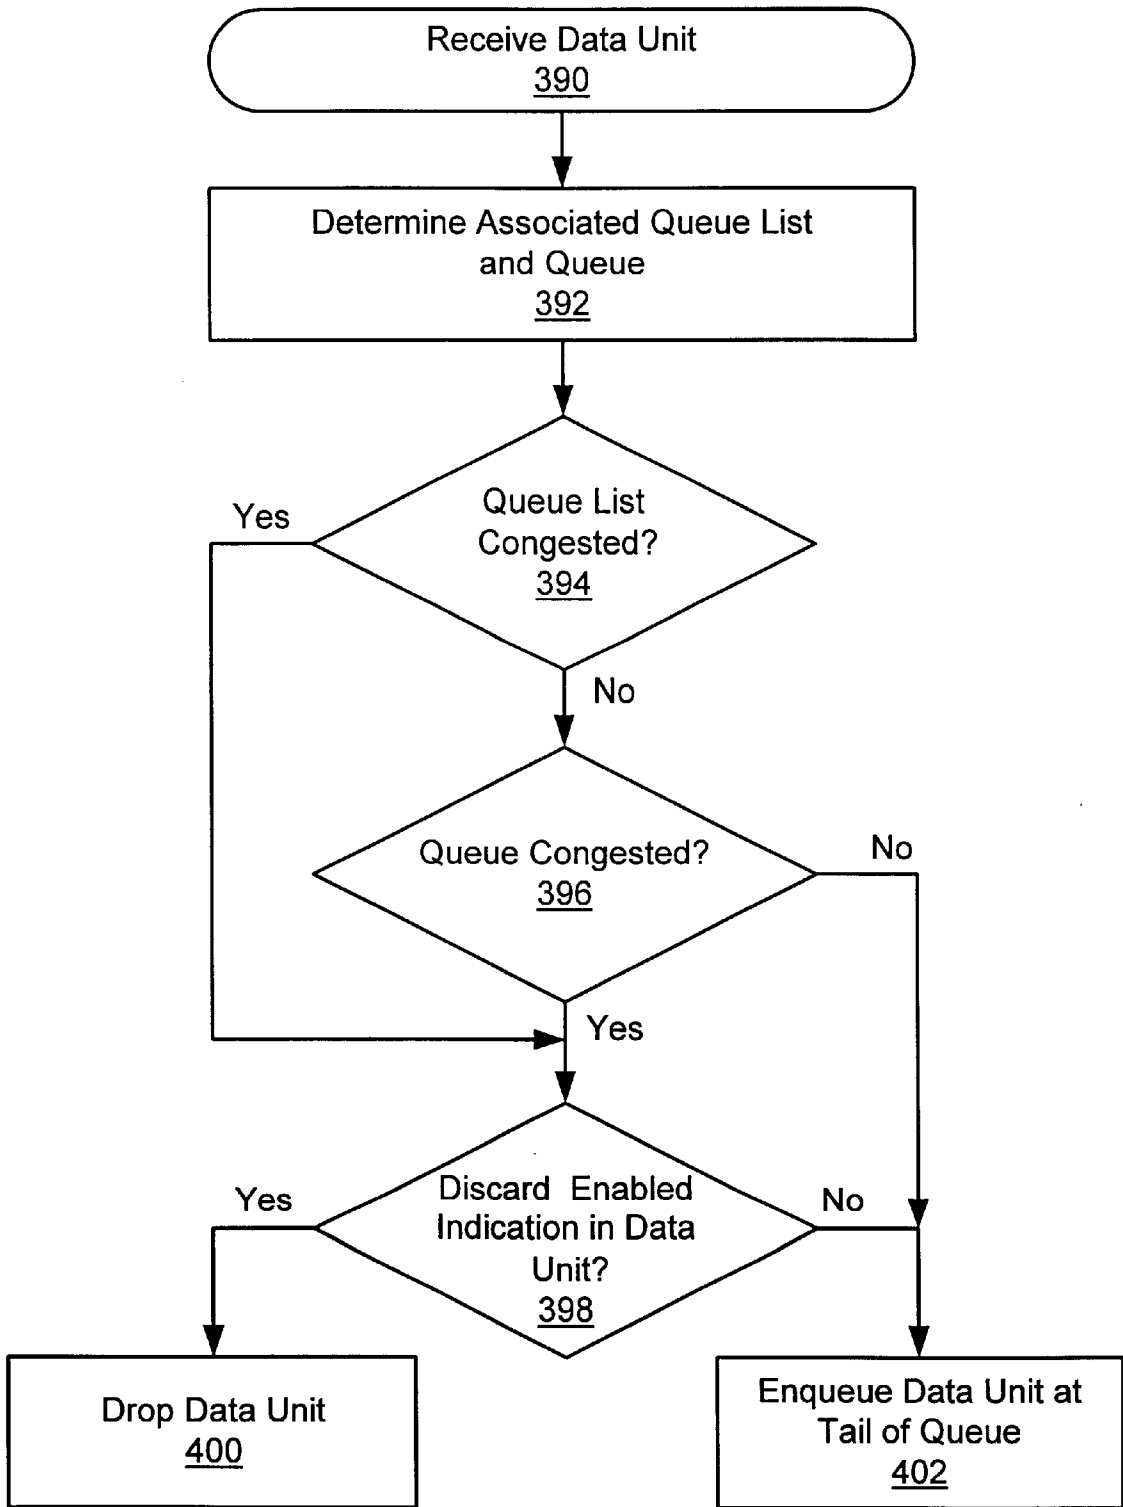 Receive Data Unit
390
Determine Associated Queue List
and Queue
392
Queue List
Congested?
394
Yes
No
Queue Congested?
396
No
Yes
Discard Enabled
Indication in Data
Unit?
398
Yes
No
Drop Data Unit
400
Enqueue Data Unit at
Tail of Queue
402